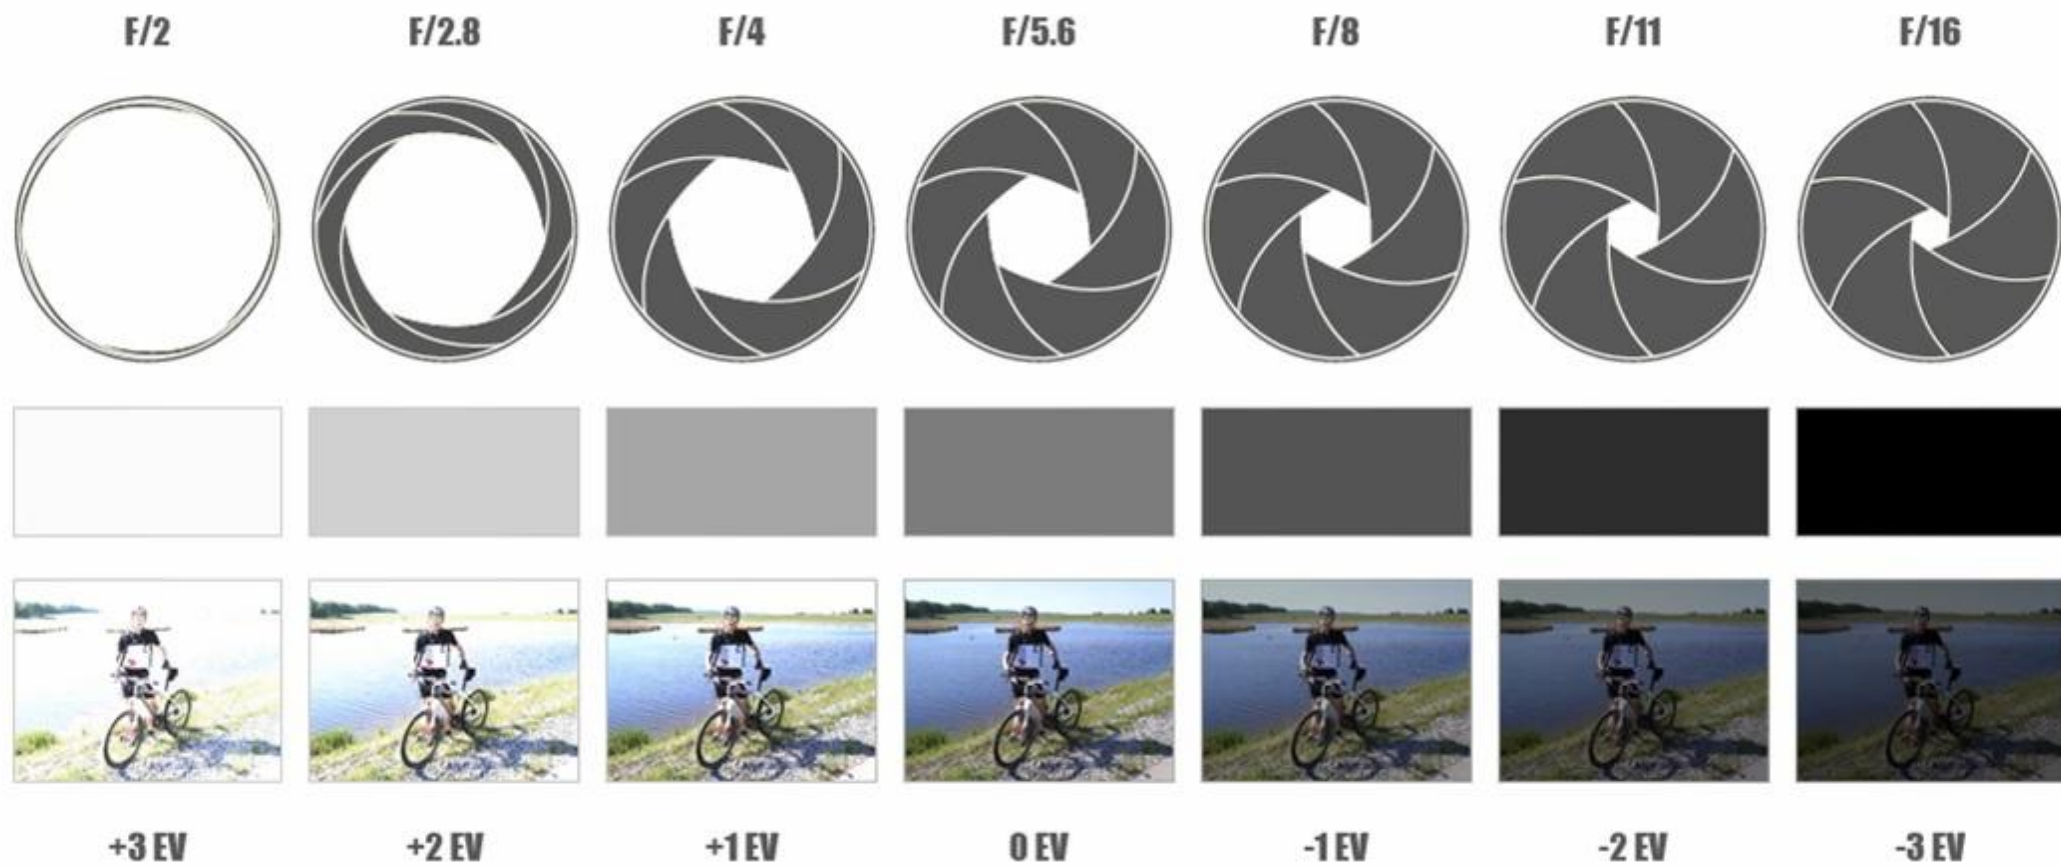 F/2 F/2.8 F/4 F/5.6 F/8 F/11 F/16
+3 EV +2 EV +1 EV 0 EV -1 EV -2 EV -3 EV